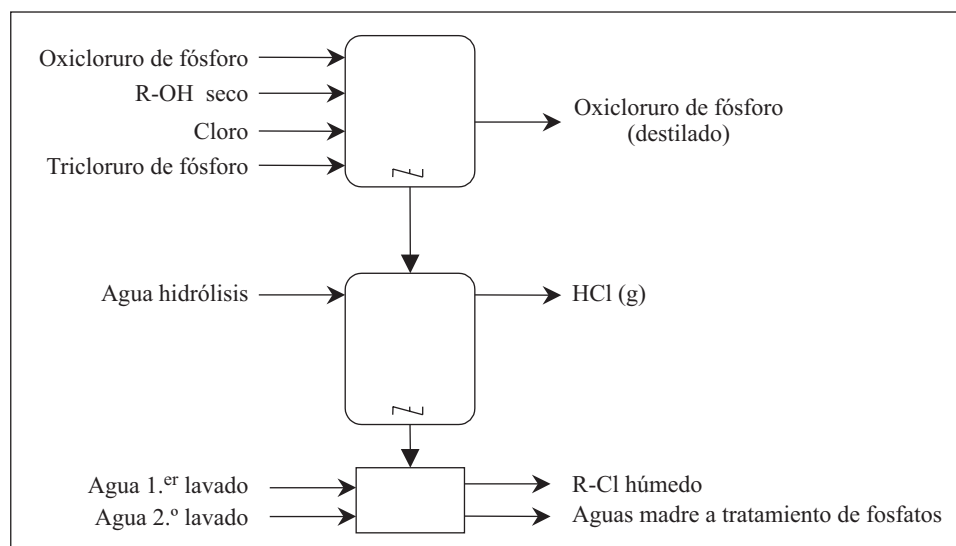 Oxicloruro de fósforo
R-OH seco
Cloro
Tricloruro de fósforo
Oxicloruro de fósforo
(destilado)
Agua hidrólisis
HCl (g)
Agua 1.er lavado
Agua 2.º lavado
R-Cl húmedo
Aguas madre a tratamiento de fosfatos